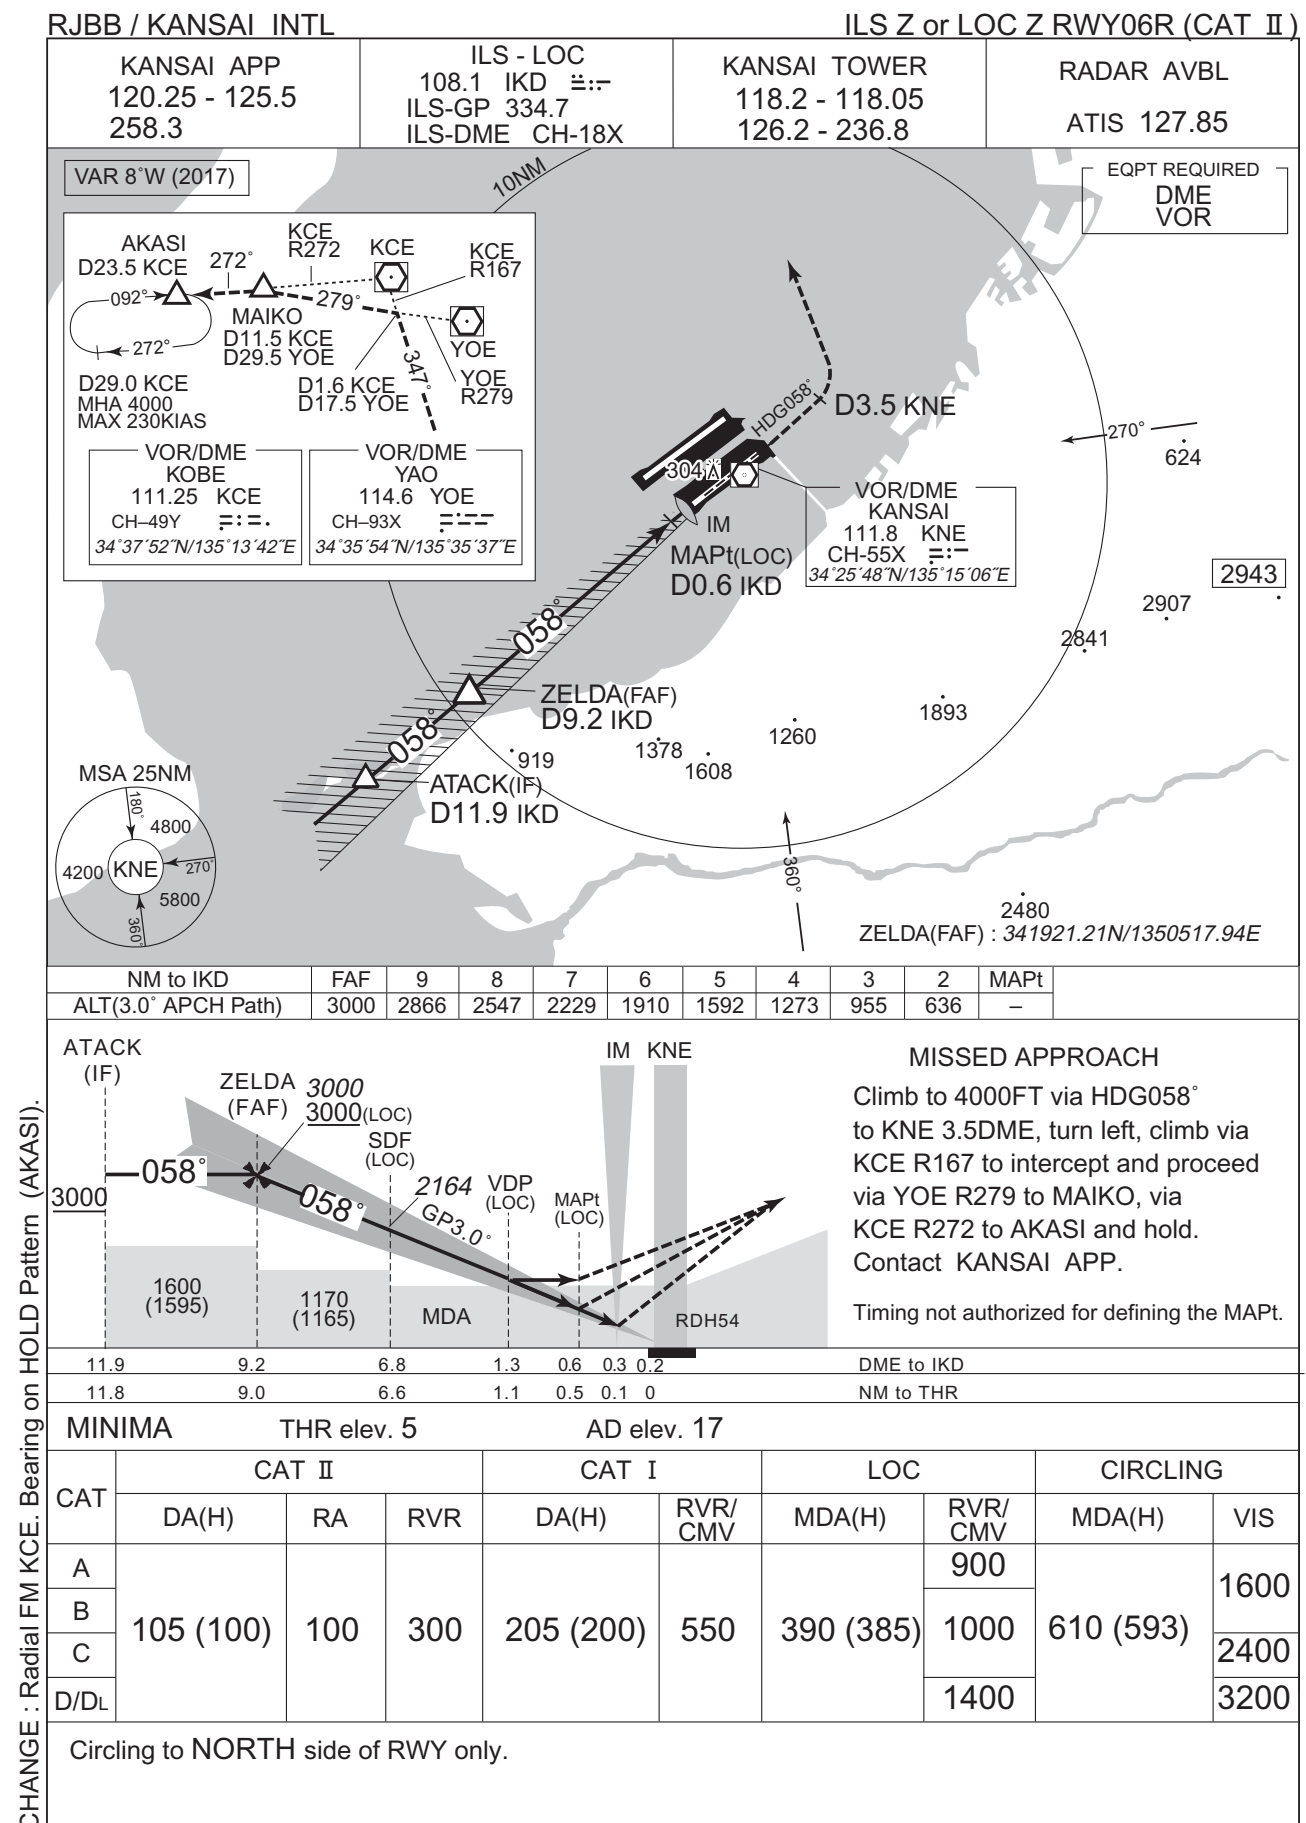 RJBB / KANSAI INTL
ILS Z or LOC Z RWY06R (CAT Ⅱ)
KANSAI APP
120.25 - 125.5
258.3
ILS - LOC
108.1 IKD
ILS-GP 334.7
ILS-DME CH-18X
KANSAI TOWER
118.2 - 118.05
126.2 - 236.8
RADAR AVBL
ATIS 127.85
VAR 8°W (2017)
10NM
EQPT REQUIRED
DME
VOR
AKASI
D23.5 KCE
272°
KCE
R272
KCE
KCE
R167
092°
279°
MAIKO
D11.5 KCE
D29.5 YOE
272°
YOE
347°
D29.0 KCE
MHA 4000
MAX 230KIAS
D1.6 KCE
D17.5 YOE
YOE
R279
VOR/DME
KOBE
111.25 KCE
CH–49Y
34°37´52˝N/135°13´42˝E
VOR/DME
YAO
114.6 YOE
CH–93X
34°35´54˝N/135°35´37˝E
HDG058°
D3.5 KNE
270°
624
304
IM
MAPt(LOC)
D0.6 IKD
VOR/DME
KANSAI
111.8 KNE
CH-55X
34°25´48˝N/135°15´06˝E
2943
2907
2841
058°
ZELDA(FAF)
D9.2 IKD
1893
1260
1378
1608
919
058°
ATACK(IF)
D11.9 IKD
MSA 25NM
180°
4800
4200
KNE
270°
5800
360°
360°
2480
ZELDA(FAF) : 341921.21N/1350517.94E
NM to IKD FAF 9 8 7 6 5 4 3 2 MAPt
ALT(3.0° APCH Path) 3000 2866 2547 2229 1910 1592 1273 955 636 –
ATACK
(IF)
ZELDA
(FAF)
3000
3000(LOC)
SDF
(LOC)
2164
GP3.0°
VDP
(LOC)
MAPt
(LOC)
IM
KNE
058°
058°
3000
1600
(1595)
1170
(1165)
MDA
RDH54
11.9 9.2 6.8 1.3 0.6 0.3 0.2 DME to IKD
11.8 9.0 6.6 1.1 0.5 0.1 0 NM to THR
MISSED APPROACH
Climb to 4000FT via HDG058°
to KNE 3.5DME, turn left, climb via
KCE R167 to intercept and proceed
via YOE R279 to MAIKO, via
KCE R272 to AKASI and hold.
Contact KANSAI APP.
Timing not authorized for defining the MAPt.
MINIMA THR elev. 5 AD elev. 17
CAT
CAT Ⅱ
CAT Ⅰ
LOC
CIRCLING
DA(H) RA RVR
DA(H) RVR/
CMV
MDA(H) RVR/
CMV
MDA(H) VIS
A
B
C
D/DL
105 (100) 100 300
205 (200) 550
390 (385)
900
1000
1400
610 (593)
1600
2400
3200
Circling to NORTH side of RWY only.
CHANGE : Radial FM KCE. Bearing on HOLD Pattern (AKASI).